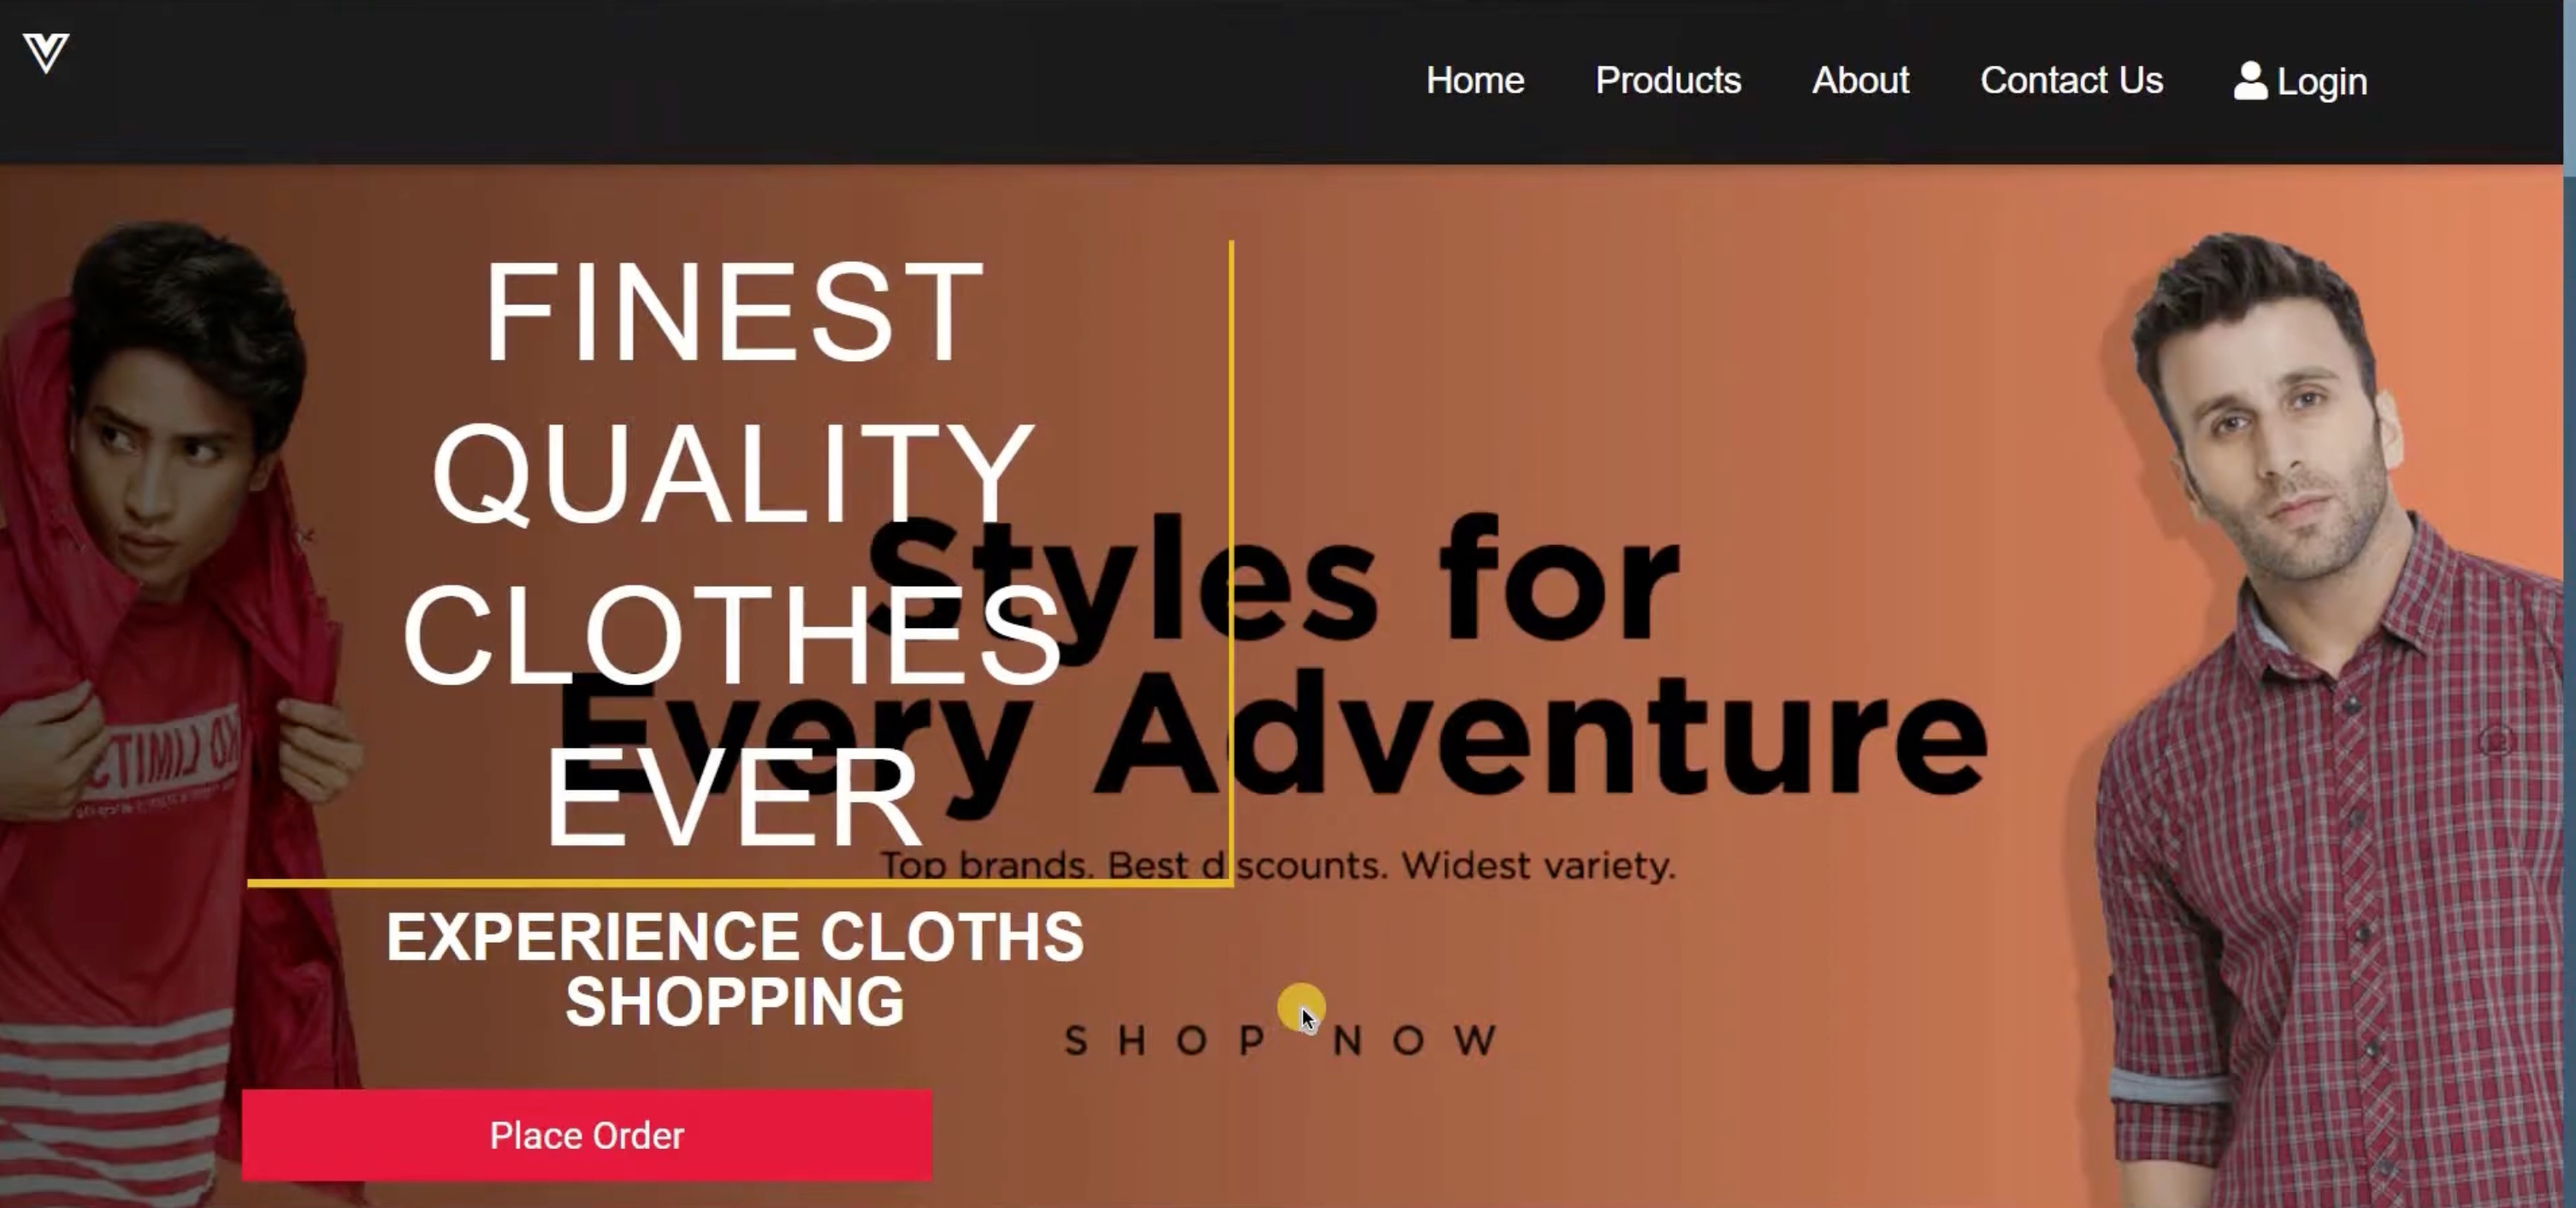 Home Products About Contact Us Login
FINEST
QUALITY
CLOTHES
EVER
Styles for
Every Adventure
Top brands. Best discounts. Widest variety.
EXPERIENCE CLOTHS
SHOPPING
SHOP NOW
Place Order